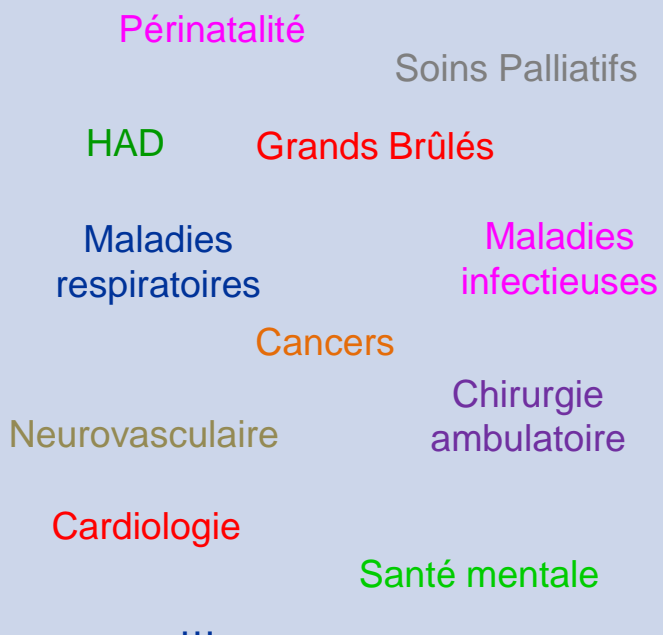 Périnatalité
Soins Palliatifs
HAD
Grands Brûlés
Maladies
respiratoires
Maladies
infectieuses
Cancers
Chirurgie
ambulatoire
Neurovasculaire
Cardiologie
Santé mentale
...